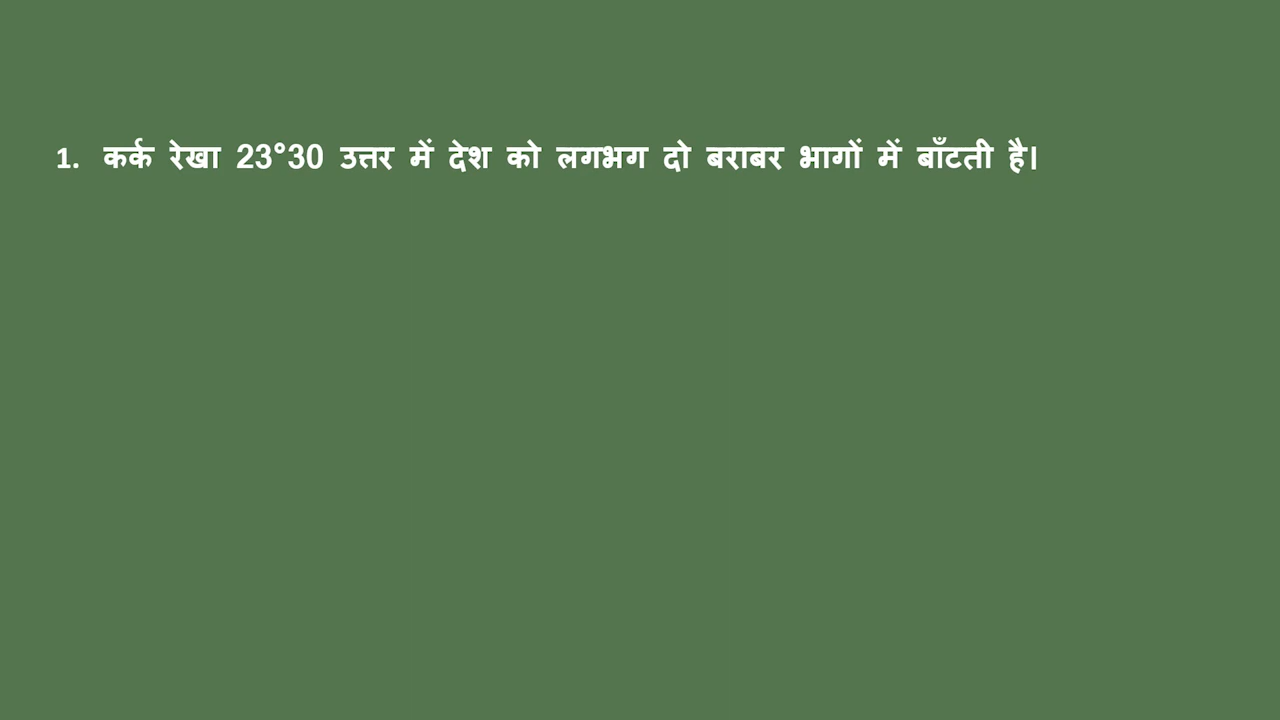 1. कर्क रेखा 23°30 उत्तर में देश को लगभग दो बराबर भागों में बाँटती है।